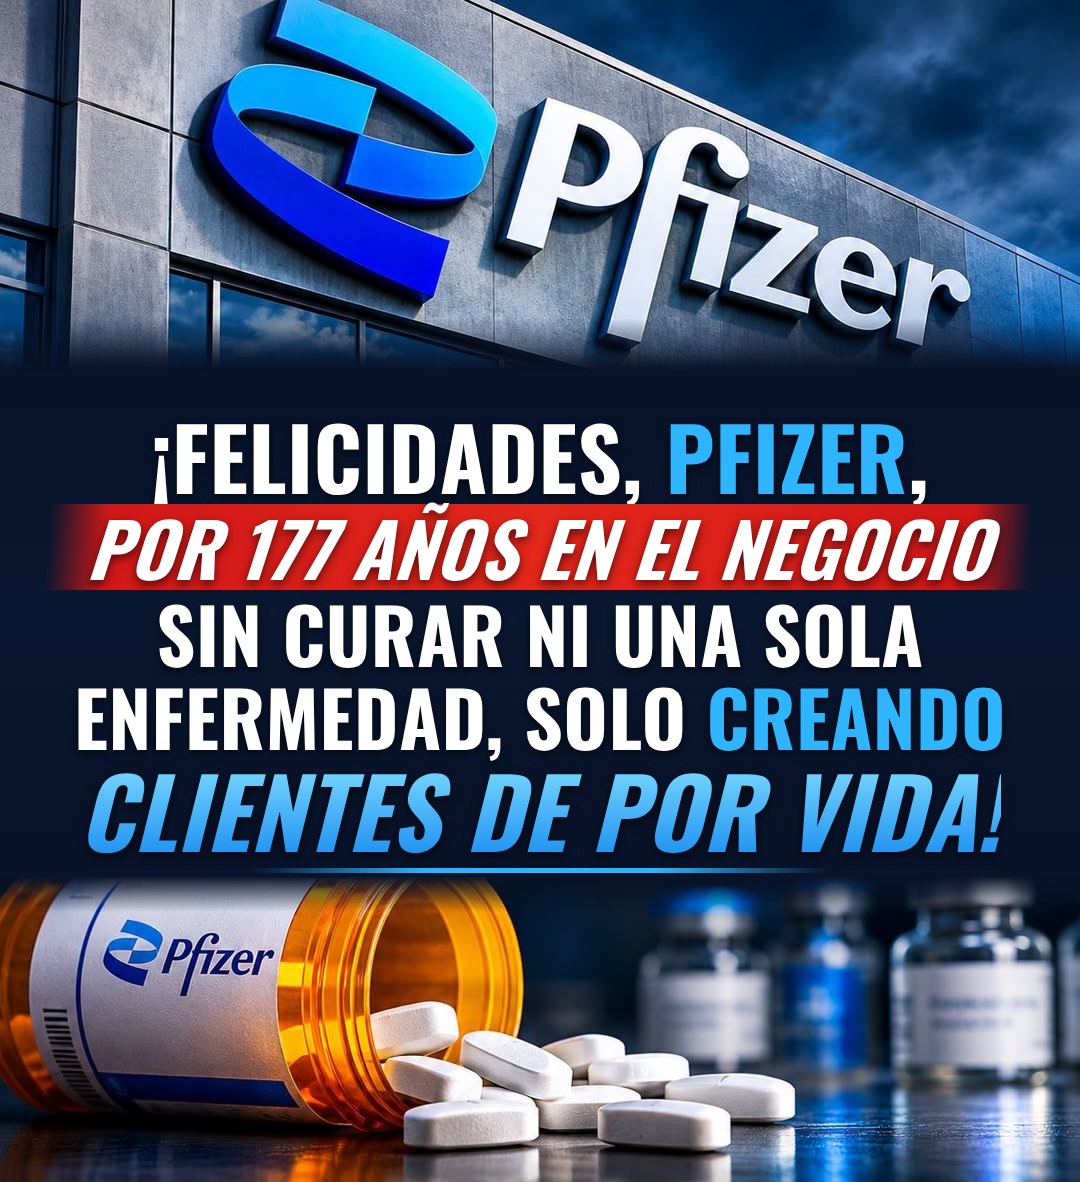 Pfizer
¡FELICIDADES, PFIZER,
POR 177 AÑOS EN EL NEGOCIO
SIN CURAR NI UNA SOLA
ENFERMEDAD, SOLO CREANDO
CLIENTES DE POR VIDA!
Pfizer